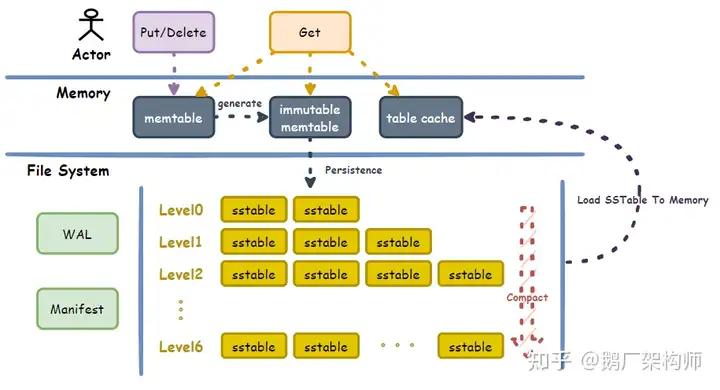 Actor
Put/Delete
Get
Memory
memtable
generate
immutable
memtable
table cache
File System
Persistence
Load SSTable To Memory
WAL
Manifest
Level0 sstable sstable
Level1 sstable sstable sstable
Level2 sstable sstable sstable sstable
Compact
Level6 sstable sstable sstable
知乎 @鹅厂架构师